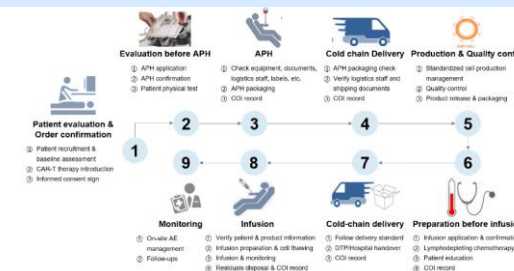 Evaluation before APH
① APH application
② APH confirmation
③ Patient physical test
APH
① Check equipment, documents,
logistics staff, labels, etc.
② APH packaging
③ COI record
Cold chain Delivery
① APH packaging check
② Verify logistics staff and
shipping documents
③ COI record
Production & Quality cont
① Standardized cell production
management
② Quality control
③ Product release & packaging
Patient evaluation &
Order confirmation
① Patient recruitment &
baseline assessment
② CAR-T therapy introduction
③ Informed consent sign
1
2
3
4
5
6
7
8
9
Monitoring
① On-site AE
management
② Follow-ups
Infusion
① Verify patient & product information
② Infusion preparation & cell thawing
③ Infusion & monitoring
④ Residuals disposal & COI record
Cold-chain delivery
① Follow delivery standard
② DTP/Hospital handover
③ COI record
Preparation before infusion
① Infusion application & confirmati
② Lymphodepleting chemotherapy
③ Patient education
④ COI record